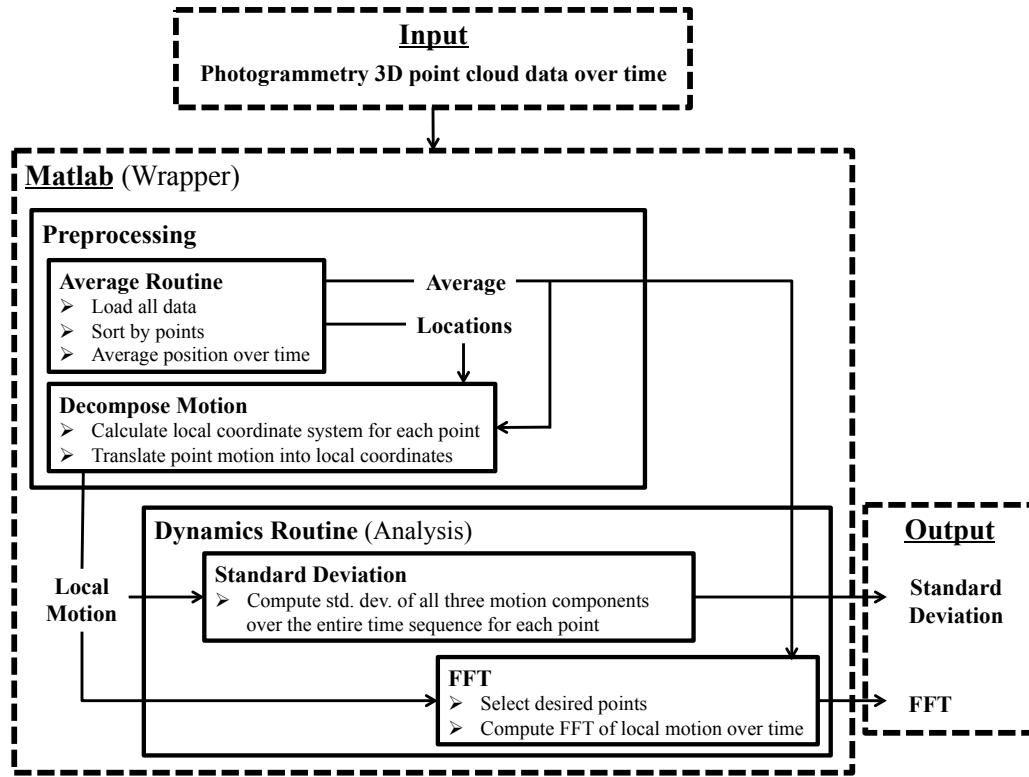 Input
Photogrammetry 3D point cloud data over time
Matlab (Wrapper)
Preprocessing
Average Routine
➢ Load all data
➢ Sort by points
➢ Average position over time
Average
Locations
Decompose Motion
➢ Calculate local coordinate system for each point
➢ Translate point motion into local coordinates
Local
Motion
Dynamics Routine (Analysis)
Standard Deviation
➢ Compute std. dev. of all three motion components
over the entire time sequence for each point
FFT
➢ Select desired points
➢ Compute FFT of local motion over time
Output
Standard
Deviation
FFT